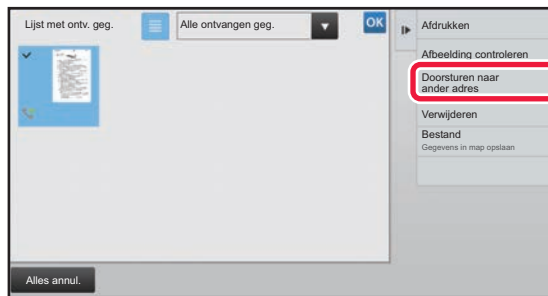 Lijst met ontv. geg.
Alle ontvangen geg.
OK
Afdrukken
Afbeelding controleren
Doorsturen naar
ander adres
Verwijderen
Bestand
Gegevens in map opslaan
Alles annul.